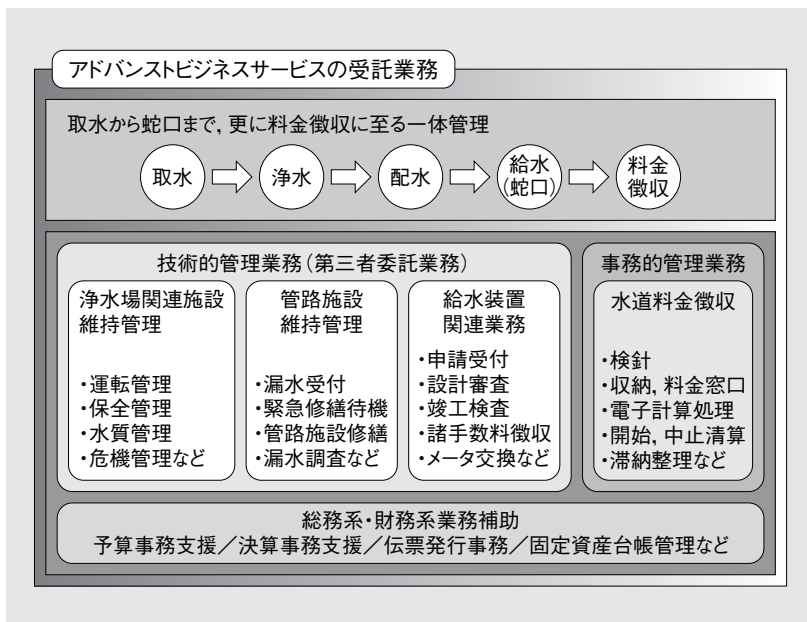 アドバンストビジネスサービスの受託業務
取水から蛇口まで, 更に料金徴収に至る一体管理
取水
浄水
配水
給水
(蛇口)
料金
徴収
技術的管理業務(第三者委託業務)
浄水場関連施設
維持管理
・運転管理
・保全管理
・水質管理
・危機管理など
管路施設
維持管理
・漏水受付
・緊急修繕待機
・管路施設修繕
・漏水調査など
給水装置
関連業務
・申請受付
・設計審査
・竣工検査
・諸手数料徴収
・メータ交換など
事務的管理業務
水道料金徴収
・検針
・収納, 料金窓口
・電子計算処理
・開始, 中止清算
・滞納整理など
総務系・財務系業務補助
予算事務支援/決算事務支援/伝票発行事務/固定資産台帳管理など